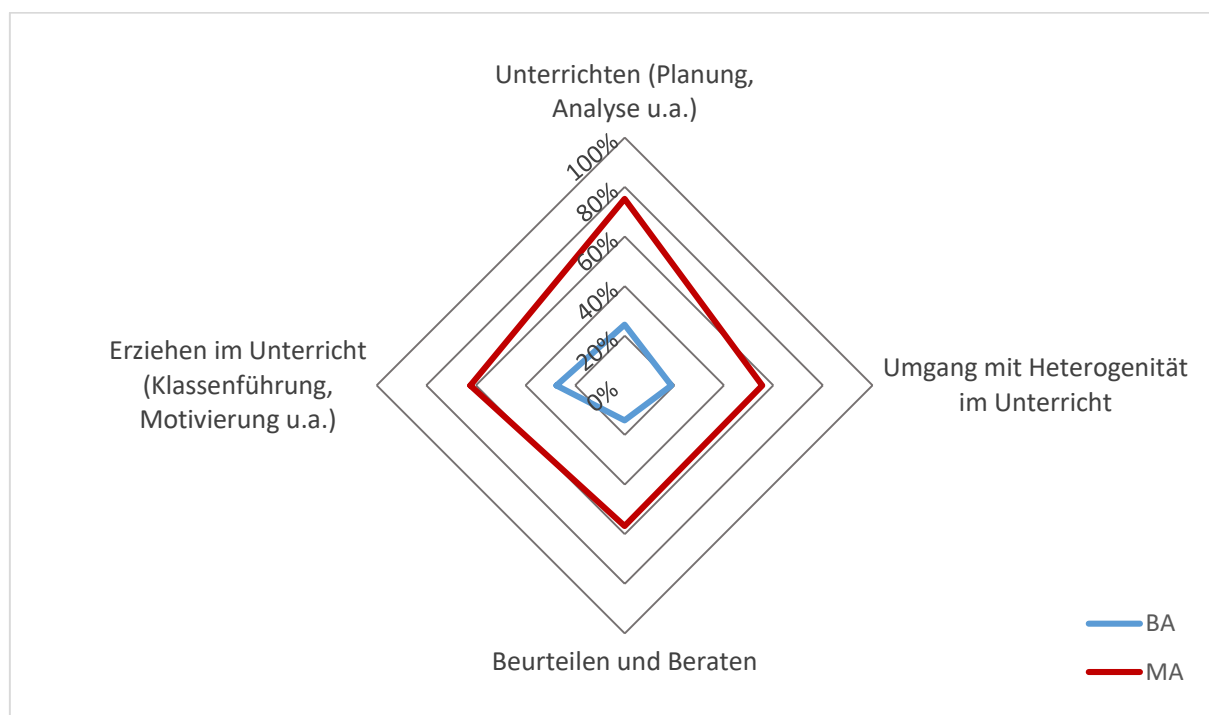 Unterrichten (Planung,
Analyse u.a.)
100%
80%
60%
40%
20%
0%
Erziehen im Unterricht
(Klassenführung,
Motivierung u.a.)
Umgang mit Heterogenität
im Unterricht
Beurteilen und Beraten
BA
MA